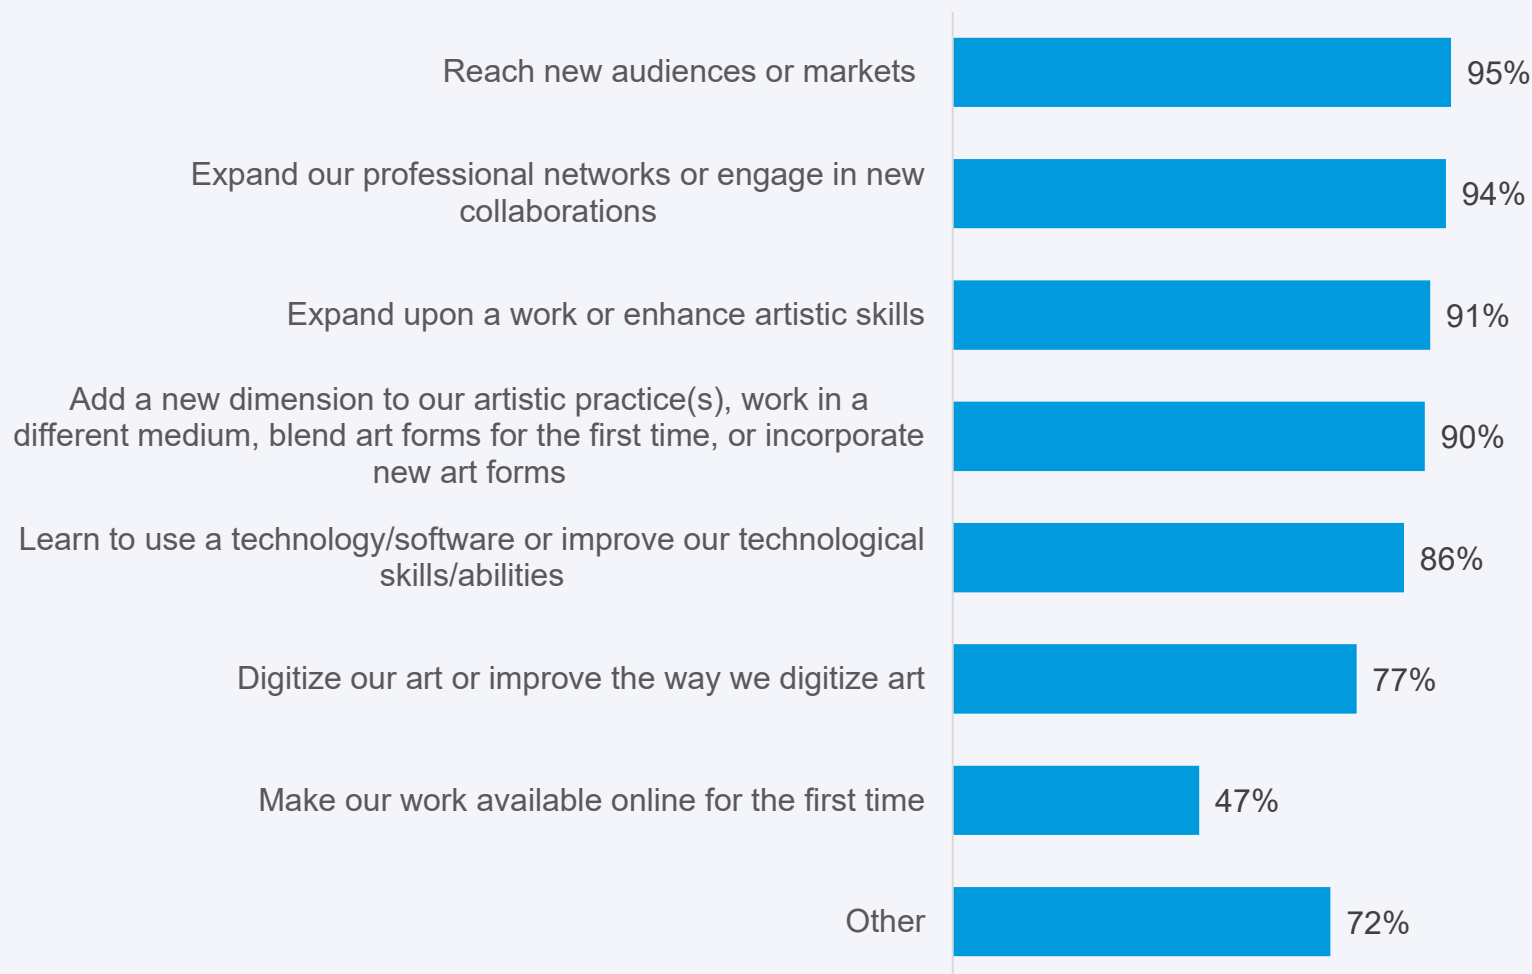 Reach new audiences or markets
95%
Expand our professional networks or engage in new
collaborations
94%
Expand upon a work or enhance artistic skills
91%
Add a new dimension to our artistic practice(s), work in a
different medium, blend art forms for the first time, or incorporate
new art forms
90%
Learn to use a technology/software or improve our technological
skills/abilities
86%
Digitize our art or improve the way we digitize art
77%
Make our work available online for the first time
47%
Other
72%